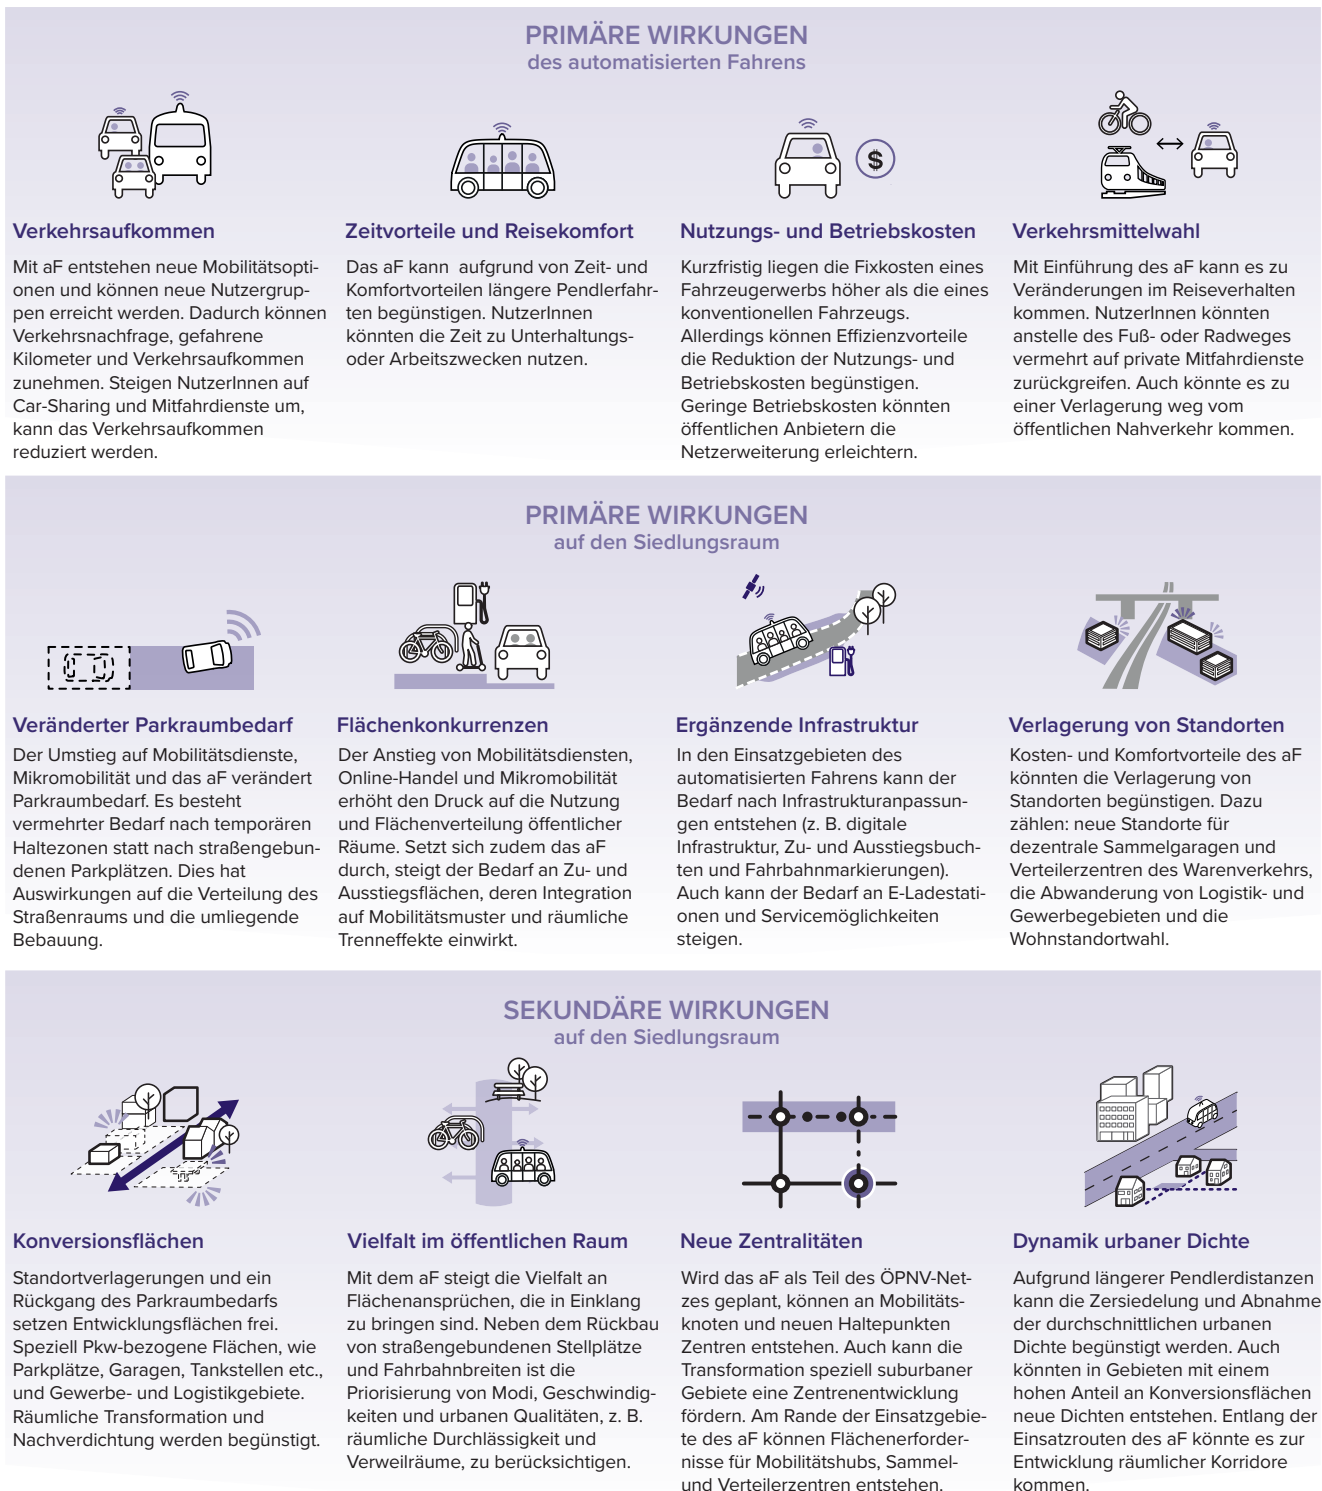 PRIMÄRE WIRKUNGEN
des automatisierten Fahrens
$
Verkehrsaufkommen
Mit aF entstehen neue Mobilitätsopti-
onen und können neue Nutzergrup-
pen erreicht werden. Dadurch können
Verkehrsnachfrage, gefahrene
Kilometer und Verkehrsaufkommen
zunehmen. Steigen NutzerInnen auf
Car-Sharing und Mitfahrdienste um,
kann das Verkehrsaufkommen
reduziert werden.
Zeitvorteile und Reisekomfort
Das aF kann aufgrund von Zeit- und
Komfortvorteilen längere Pendlerfahr-
ten begünstigen. NutzerInnen
könnten die Zeit zu Unterhaltungs-
oder Arbeitszwecken nutzen.
Nutzungs- und Betriebskosten
Kurzfristig liegen die Fixkosten eines
Fahrzeugerwerbs höher als die eines
konventionellen Fahrzeugs.
Allerdings können Effizienzvorteile
die Reduktion der Nutzungs- und
Betriebskosten begünstigen.
Geringe Betriebskosten könnten
öffentlichen Anbietern die
Netzerweiterung erleichtern.
Verkehrsmittelwahl
Mit Einführung des aF kann es zu
Veränderungen im Reiseverhalten
kommen. NutzerInnen könnten
anstelle des Fuß- oder Radweges
vermehrt auf private Mitfahrdienste
zurückgreifen. Auch könnte es zu
einer Verlagerung weg vom
öffentlichen Nahverkehr kommen.
PRIMÄRE WIRKUNGEN
auf den Siedlungsraum
Veränderter Parkraumbedarf
Der Umstieg auf Mobilitätsdienste,
Mikromobilität und das aF verändert
Parkraumbedarf. Es besteht
vermehrter Bedarf nach temporären
Haltezonen statt nach straßengebun-
denen Parkplätzen. Dies hat
Auswirkungen auf die Verteilung des
Straßenraums und die umliegende
Bebauung.
Flächenkonkurrenzen
Der Anstieg von Mobilitätsdiensten,
Online-Handel und Mikromobilität
erhöht den Druck auf die Nutzung
und Flächenverteilung öffentlicher
Räume. Setzt sich zudem das aF
durch, steigt der Bedarf an Zu- und
Ausstiegsflächen, deren Integration
auf Mobilitätsmuster und räumliche
Trenneffekte einwirkt.
Ergänzende Infrastruktur
In den Einsatzgebieten des
automatisierten Fahrens kann der
Bedarf nach Infrastrukturanpassun-
gen entstehen (z. B. digitale
Infrastruktur, Zu- und Ausstiegsbuch-
ten und Fahrbahnmarkierungen).
Auch kann der Bedarf an E-Ladestati-
onen und Servicemöglichkeiten
steigen.
Verlagerung von Standorten
Kosten- und Komfortvorteile des aF
könnten die Verlagerung von
Standorten begünstigen. Dazu
zählen: neue Standorte für
dezentrale Sammelgaragen und
Verteilerzentren des Warenverkehrs,
die Abwanderung von Logistik- und
Gewerbegebieten und die
Wohnstandortwahl.
SEKUNDÄRE WIRKUNGEN
auf den Siedlungsraum
Konversionsflächen
Standortverlagerungen und ein
Rückgang des Parkraumbedarfs
setzen Entwicklungsflächen frei.
Speziell Pkw-bezogene Flächen, wie
Parkplätze, Garagen, Tankstellen etc.,
und Gewerbe- und Logistikgebiete.
Räumliche Transformation und
Nachverdichtung werden begünstigt.
Vielfalt im öffentlichen Raum
Mit dem aF steigt die Vielfalt an
Flächenansprüchen, die in Einklang
zu bringen sind. Neben dem Rückbau
von straßengebundenen Stellplätze
und Fahrbahnbreiten ist die
Priorisierung von Modi, Geschwindig-
keiten und urbanen Qualitäten, z. B.
räumliche Durchlässigkeit und
Verweilräume, zu berücksichtigen.
Neue Zentralitäten
Wird das aF als Teil des ÖPNV-Net-
zes geplant, können an Mobilitäts-
knoten und neuen Haltepunkten
Zentren entstehen. Auch kann die
Transformation speziell suburbaner
Gebiete eine Zentrenentwicklung
fördern. Am Rande der Einsatzgebie-
te des aF können Flächenerforder-
nisse für Mobilitätshubs, Sammel-
und Verteilerzentren entstehen.
Dynamik urbaner Dichte
Aufgrund längerer Pendlerdistanzen
kann die Zersiedelung und Abnahme
der durchschnittlichen urbanen
Dichte begünstigt werden. Auch
könnten in Gebieten mit einem
hohen Anteil an Konversionsflächen
neue Dichten entstehen. Entlang der
Einsatzrouten des aF könnte es zur
Entwicklung räumlicher Korridore
kommen.